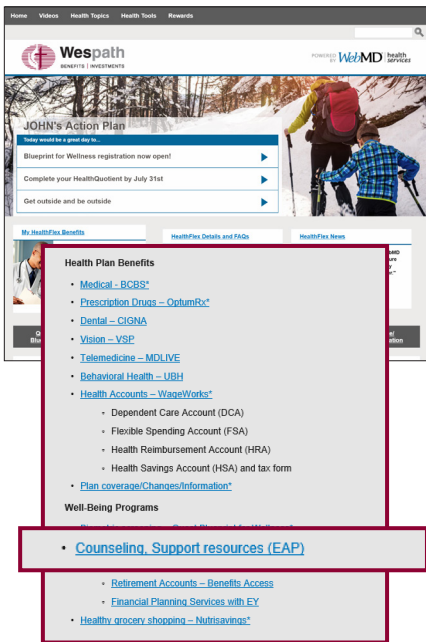 Home Videos Health Topics Health Tools Rewards
Wespath
BENEFITS | INVESTMENTS
POWERED BY WebMD health services
JOHN's Action Plan
Today would be a great day to...
Blueprint for Wellness registration now open!
Complete your HealthQuotient by July 31st
Get outside and be outside
My HealthFlex Benefits HealthFlex Details and FAQs HealthFlex News
Health Plan Benefits
• Medical - BCBS*
• Prescription Drugs – OptumRx*
• Dental – CIGNA
• Vision – VSP
• Telemedicine – MDLIVE
• Behavioral Health – UBH
• Health Accounts – WageWorks*
◦ Dependent Care Account (DCA)
◦ Flexible Spending Account (FSA)
◦ Health Reimbursement Account (HRA)
◦ Health Savings Account (HSA) and tax form
• Plan coverage/Changes/Information*
Well-Being Programs
• Counseling, Support resources (EAP)
◦ Retirement Accounts – Benefits Access
◦ Financial Planning Services with EY
• Healthy grocery shopping – Nutrisavings*